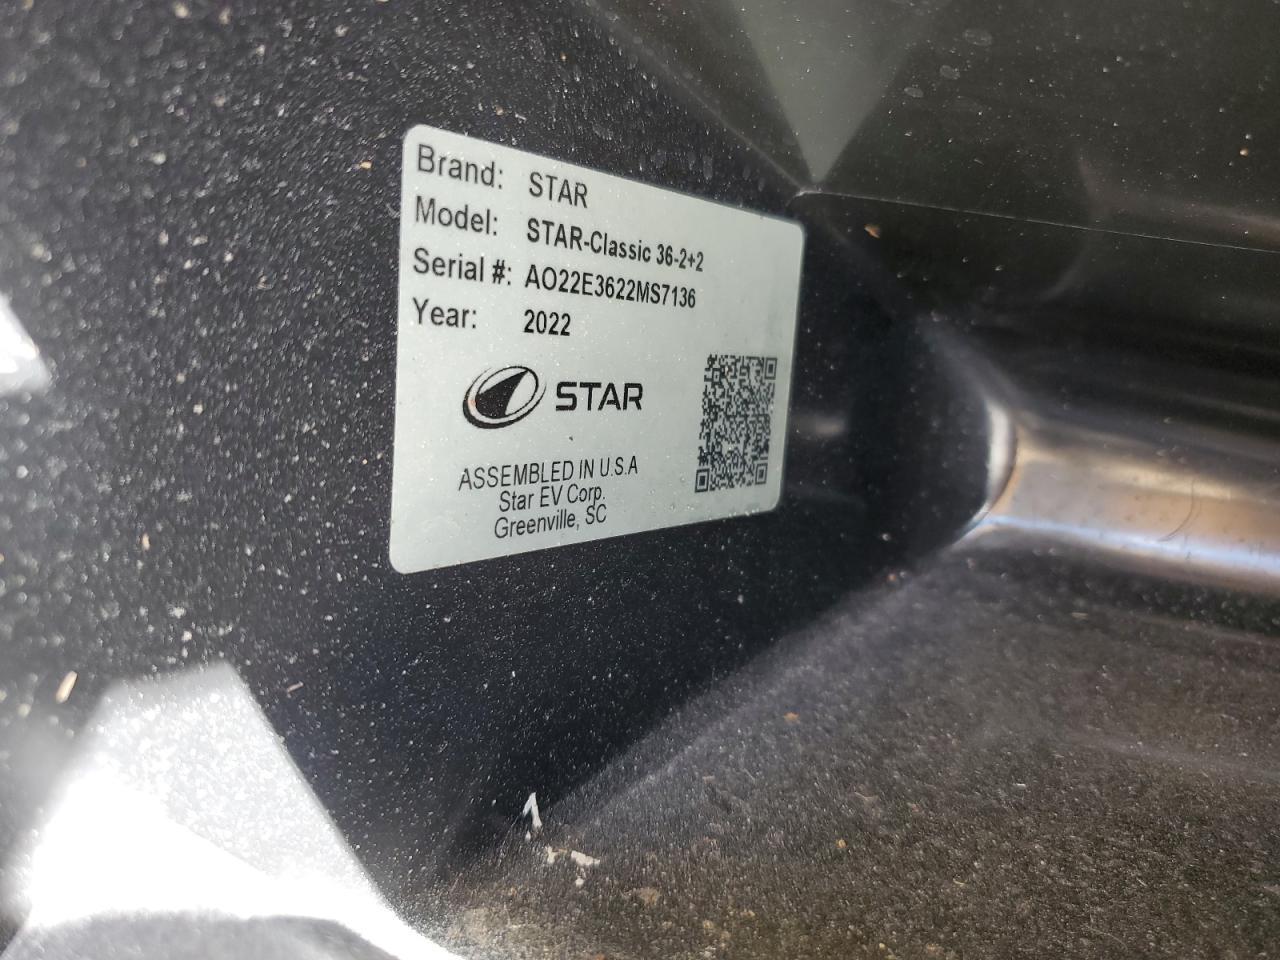 Brand: STAR
Model: STAR-Classic 36-2+2
Serial #: AO22E3622MS7136
Year: 2022
STAR
ASSEMBLED IN U.S.A
Star EV Corp.
Greenville, SC